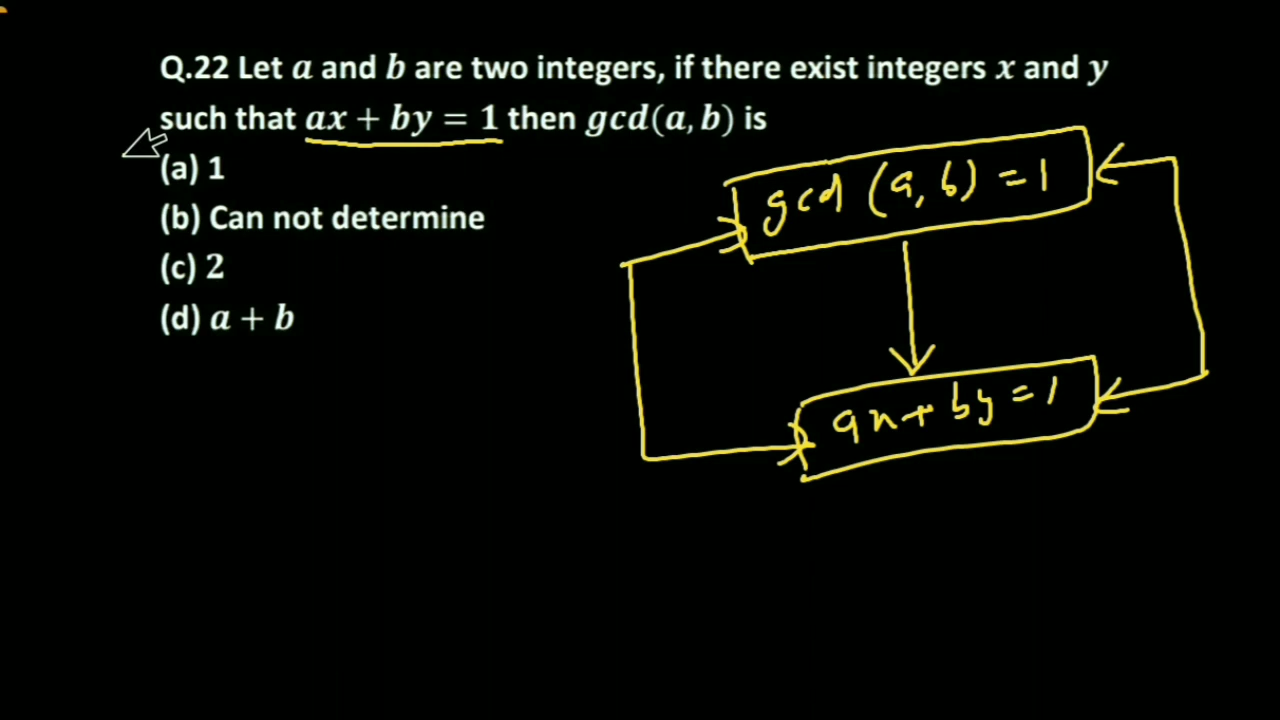 Q.22 Let a and b are two integers, if there exist integers x and y
such that ax + by = 1 then gcd(a, b) is
(a) 1
(b) Can not determine
(c) 2
(d) a + b
gcd (a, b) = 1
ax + by = 1